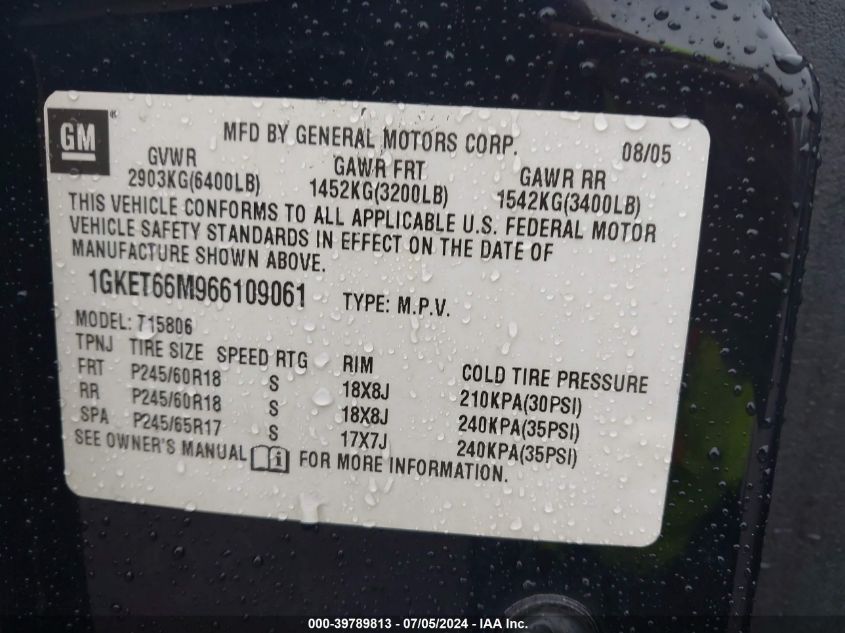 GM®
MFD BY GENERAL MOTORS CORP. 08/05
GVWR GAWR FRT GAWR RR
2903KG(6400LB) 1452KG(3200LB) 1542KG(3400LB)
THIS VEHICLE CONFORMS TO ALL APPLICABLE U.S. FEDERAL MOTOR
VEHICLE SAFETY STANDARDS IN EFFECT ON THE DATE OF
MANUFACTURE SHOWN ABOVE.
1GKET66M966109061 TYPE: M.P.V.
MODEL: T15806
TPNJ TIRE SIZE SPEED RTG RIM COLD TIRE PRESSURE
FRT P245/60R18 S 18X8J 210KPA(30PSI)
RR P245/60R18 S 18X8J 240KPA(35PSI)
SPA P245/65R17 S 17X7J 240KPA(35PSI)
SEE OWNER'S MANUAL i FOR MORE INFORMATION.
000-39789813 - 07/05/2024 - IAA Inc.